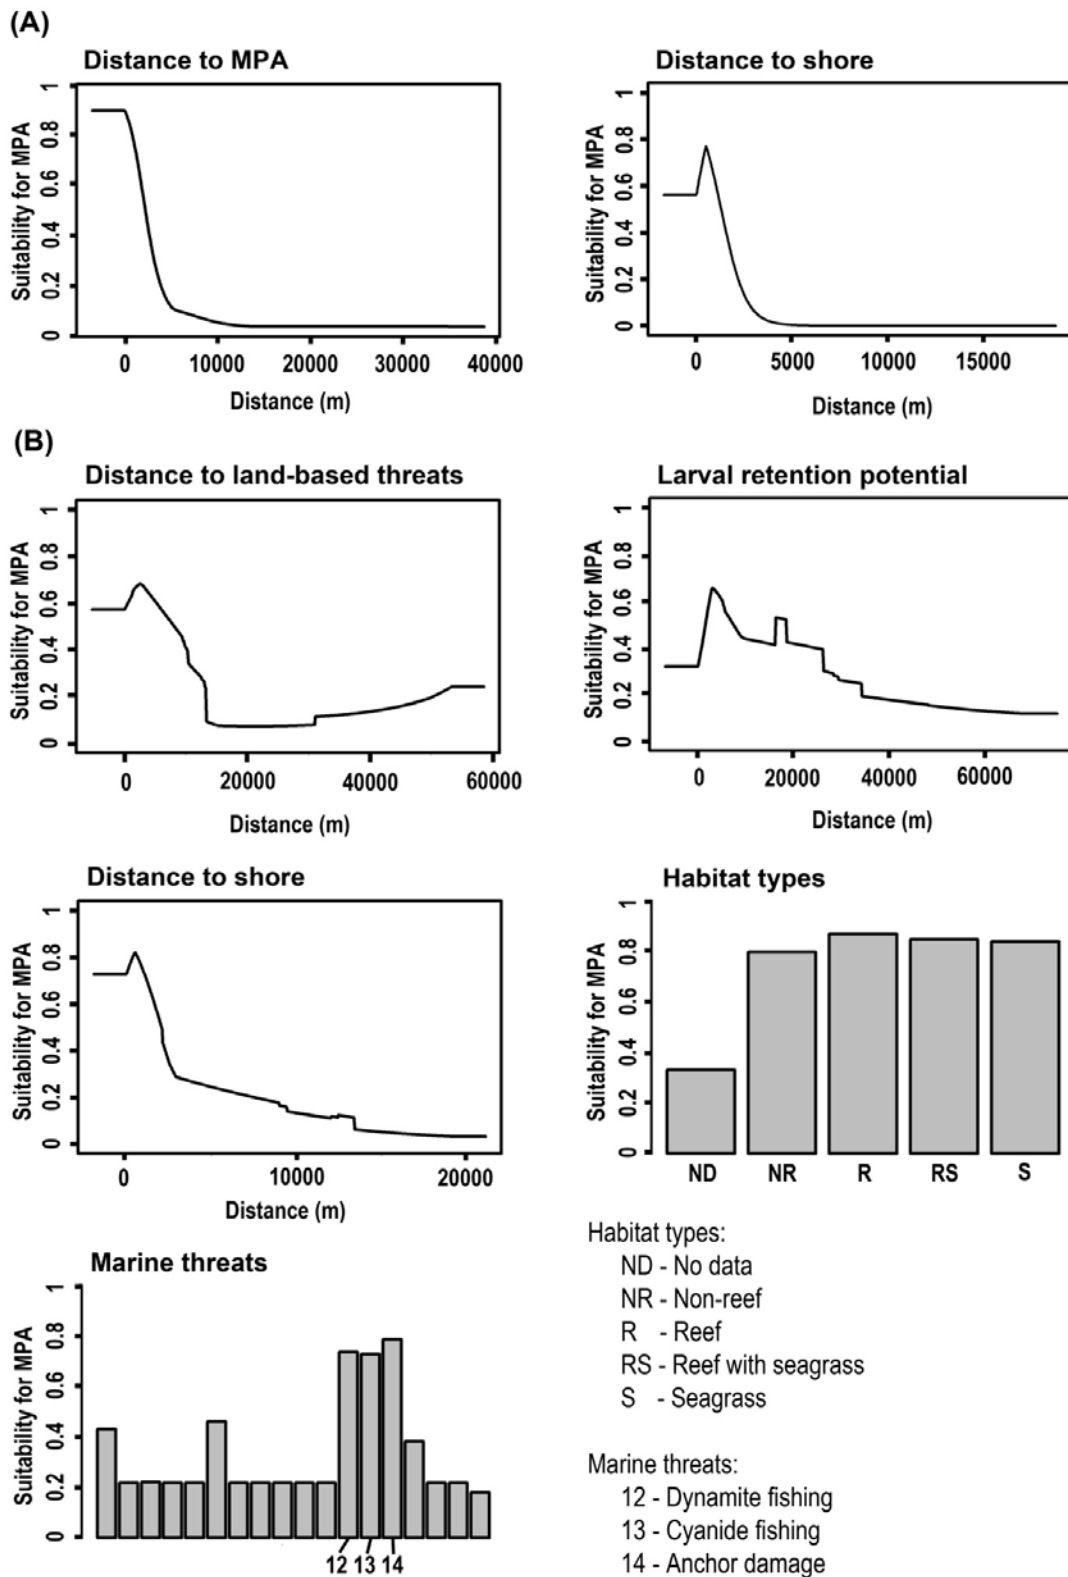 (A)
Distance to MPA
Suitability for MPA
0 0.2 0.4 0.6 0.8 1
0 10000 20000 30000 40000
Distance (m)
Distance to shore
Suitability for MPA
0 0.2 0.4 0.6 0.8 1
0 5000 10000 15000
Distance (m)
(B)
Distance to land-based threats
Suitability for MPA
0 0.2 0.4 0.6 0.8 1
0 20000 40000 60000
Distance (m)
Larval retention potential
Suitability for MPA
0 0.2 0.4 0.6 0.8 1
0 20000 40000 60000
Distance (m)
Distance to shore
Suitability for MPA
0 0.2 0.4 0.6 0.8 1
0 10000 20000
Distance (m)
Habitat types
Suitability for MPA
0 0.2 0.4 0.6 0.8 1
ND NR R RS S
Marine threats
Suitability for MPA
0 0.2 0.4 0.6 0.8 1
12 13 14
Habitat types:
ND - No data
NR - Non-reef
R - Reef
RS - Reef with seagrass
S - Seagrass
Marine threats:
12 - Dynamite fishing
13 - Cyanide fishing
14 - Anchor damage